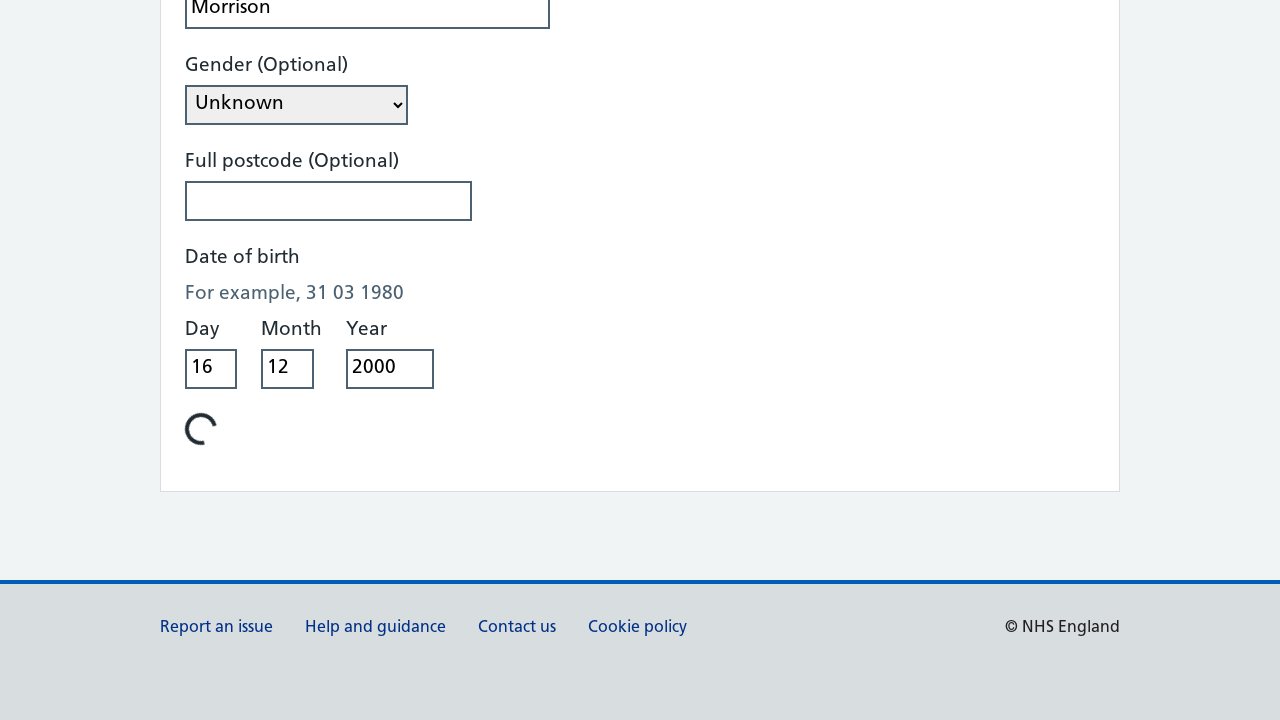 Morrison
Gender (Optional)
Unknown
Full postcode (Optional)
Date of birth
For example, 31 03 1980
Day Month Year
16 12 2000
Report an issue Help and guidance Contact us Cookie policy © NHS England